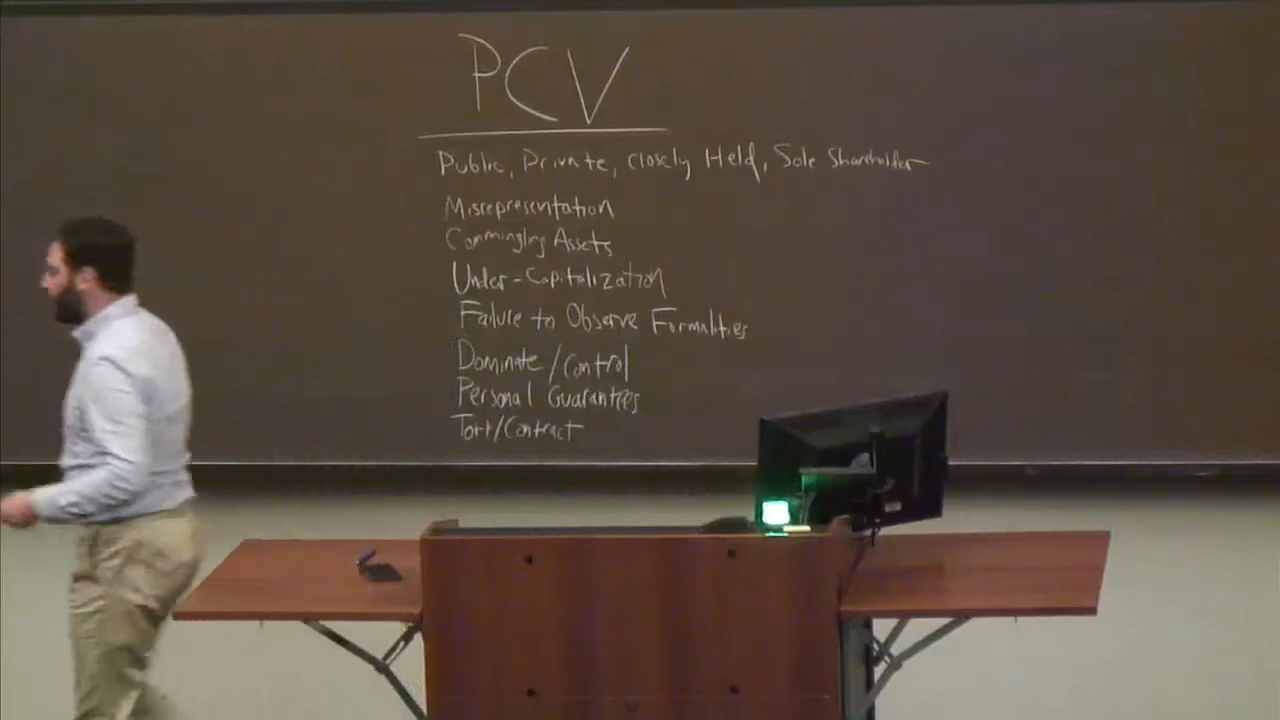 PCV
Public, Private, Closely Held, Sole Shareholder
Misrepresentation
Commingling Assets
Under-Capitalization
Failure to Observe Formalities
Dominate/Control
Personal Guarantees
Tort/Contract